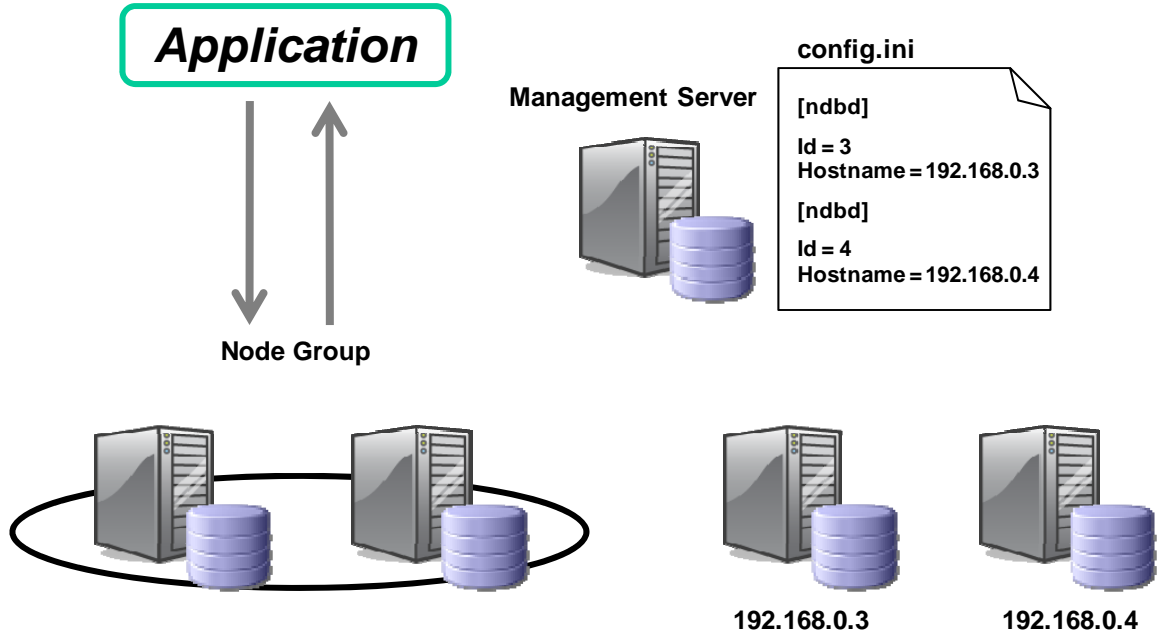 Application
config.ini
Management Server
[ndbd]
Id = 3
Hostname = 192.168.0.3
[ndbd]
Id = 4
Hostname = 192.168.0.4
Node Group
192.168.0.3
192.168.0.4